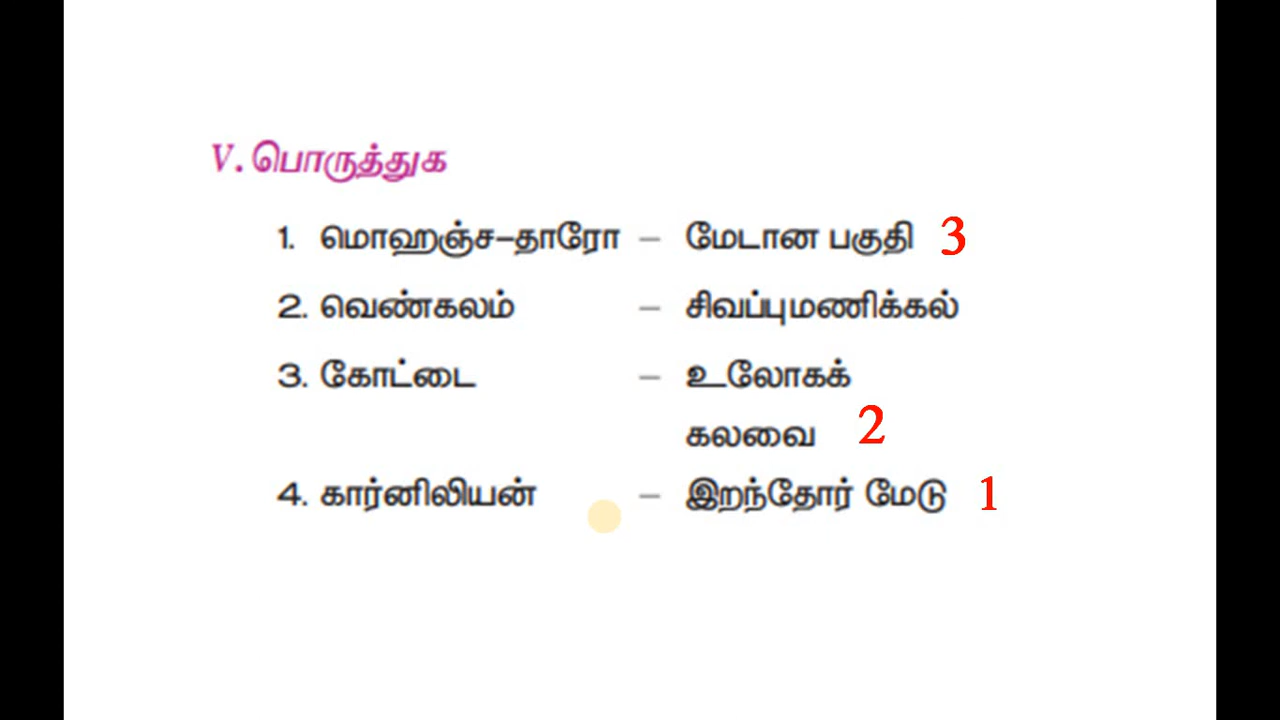 V. பொருத்துக
1. மொஹஞ்ச-தாரோ – மேடான பகுதி 3
2. வெண்கலம் – சிவப்புமணிக்கல்
3. கோட்டை – உலோகக்
கலவை 2
4. கார்னிலியன் – இறந்தோர் மேடு 1